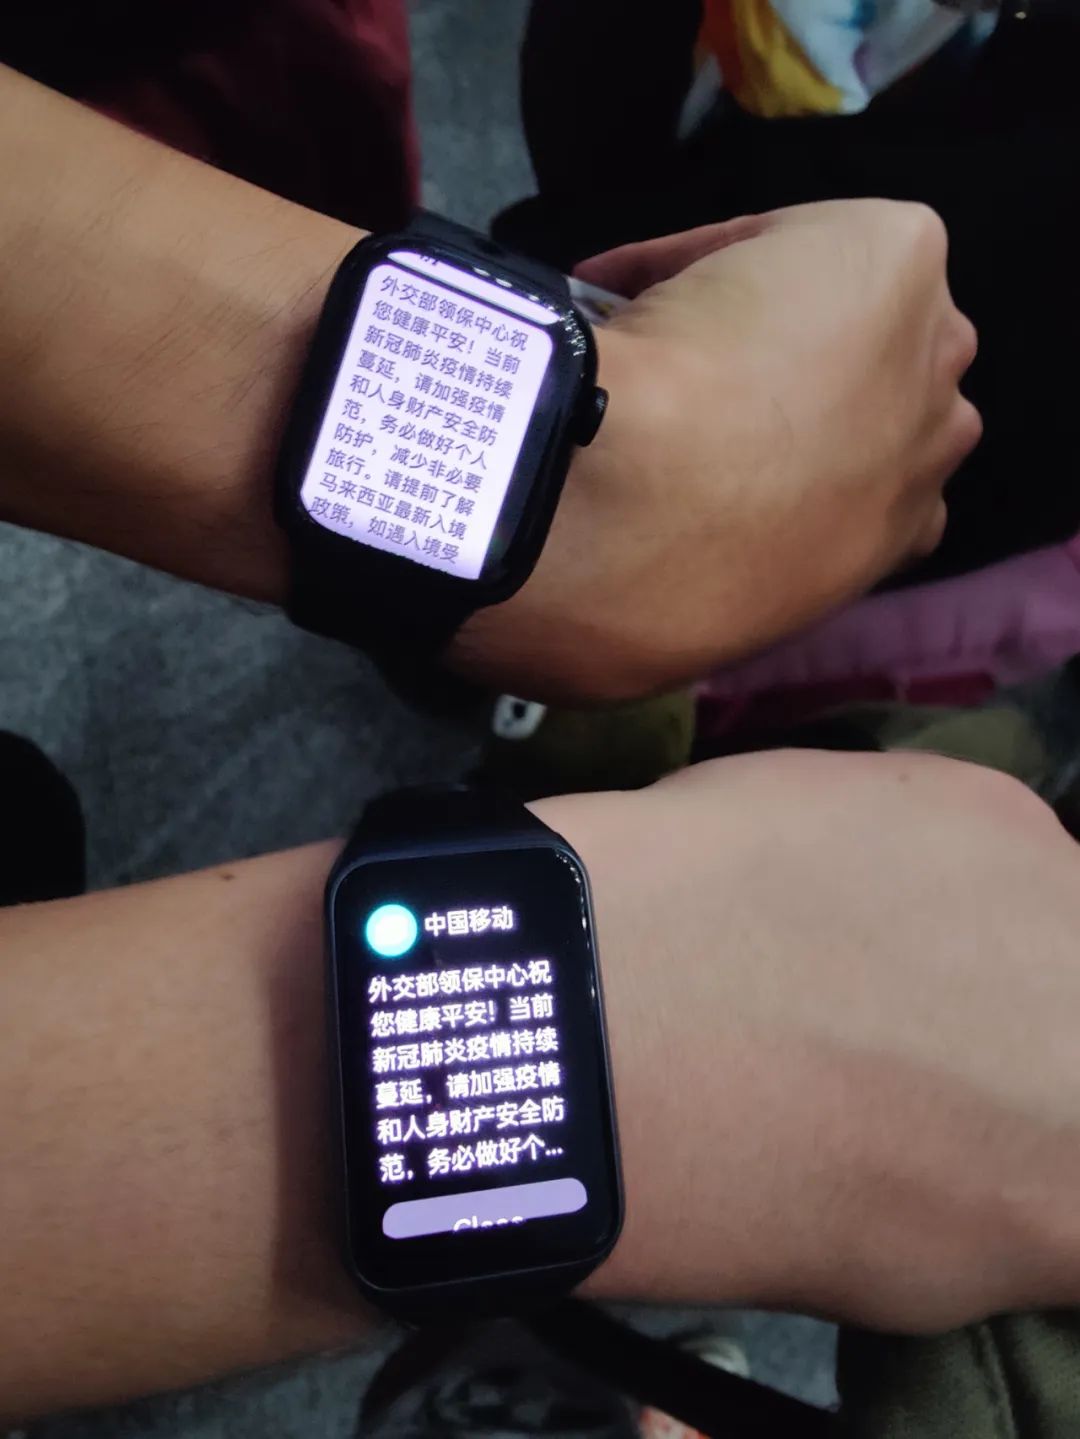 外交部领保中心祝
您健康平安！当前
新冠肺炎疫情持续
蔓延，请加强疫情
和人身财产安全防
范，务必做好个人
防护，减少非必要
旅行。请提前了解
马来西亚最新入境
政策，如遇入境受
中国移动
外交部领保中心祝
您健康平安！当前
新冠肺炎疫情持续
蔓延，请加强疫情
和人身财产安全防
范，务必做好个...
Close